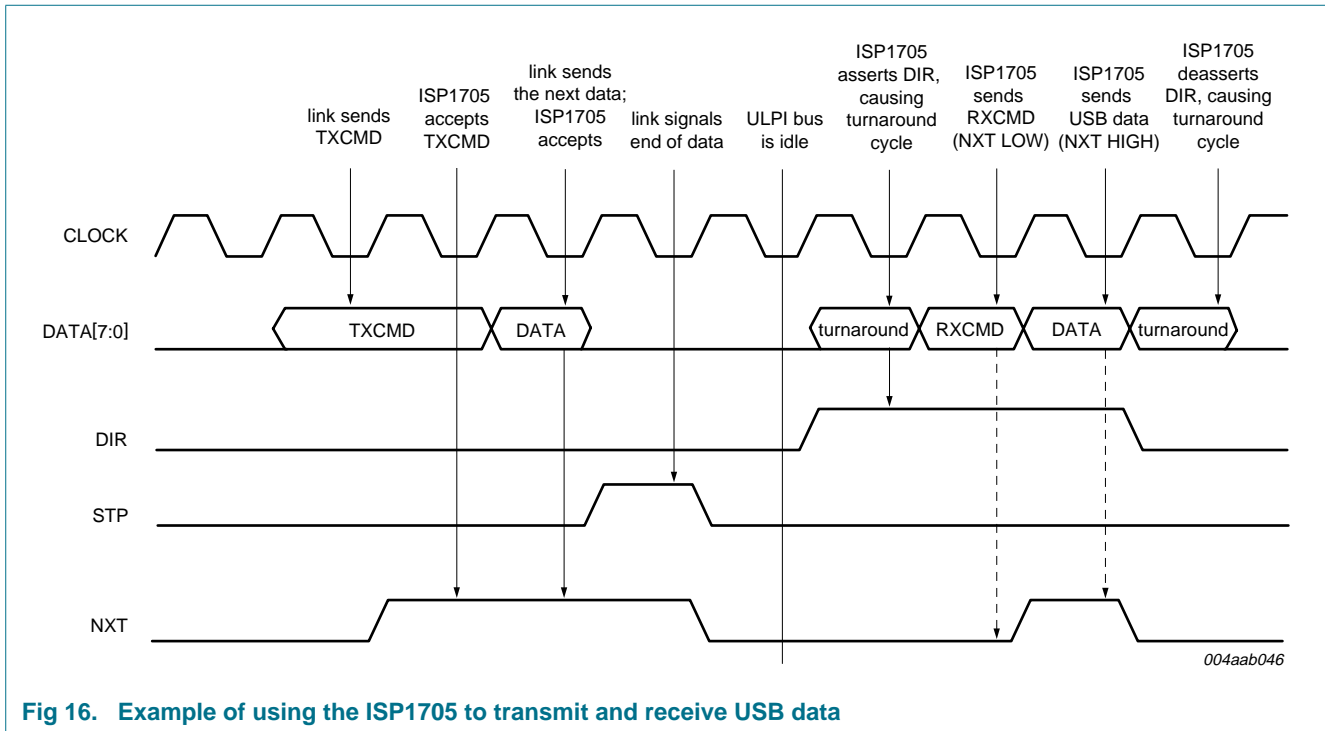 link sends
TXCMD
ISP1705
accepts
TXCMD
link sends
the next data;
ISP1705
accepts
link signals
end of data
ULPI bus
is idle
ISP1705
asserts DIR,
causing
turnaround
cycle
ISP1705
sends
RXCMD
(NXT LOW)
ISP1705
sends
USB data
(NXT HIGH)
ISP1705
deasserts
DIR, causing
turnaround
cycle
CLOCK
DATA[7:0]
TXCMD
DATA
turnaround
RXCMD
DATA
turnaround
DIR
STP
NXT
004aab046
Fig 16. Example of using the ISP1705 to transmit and receive USB data